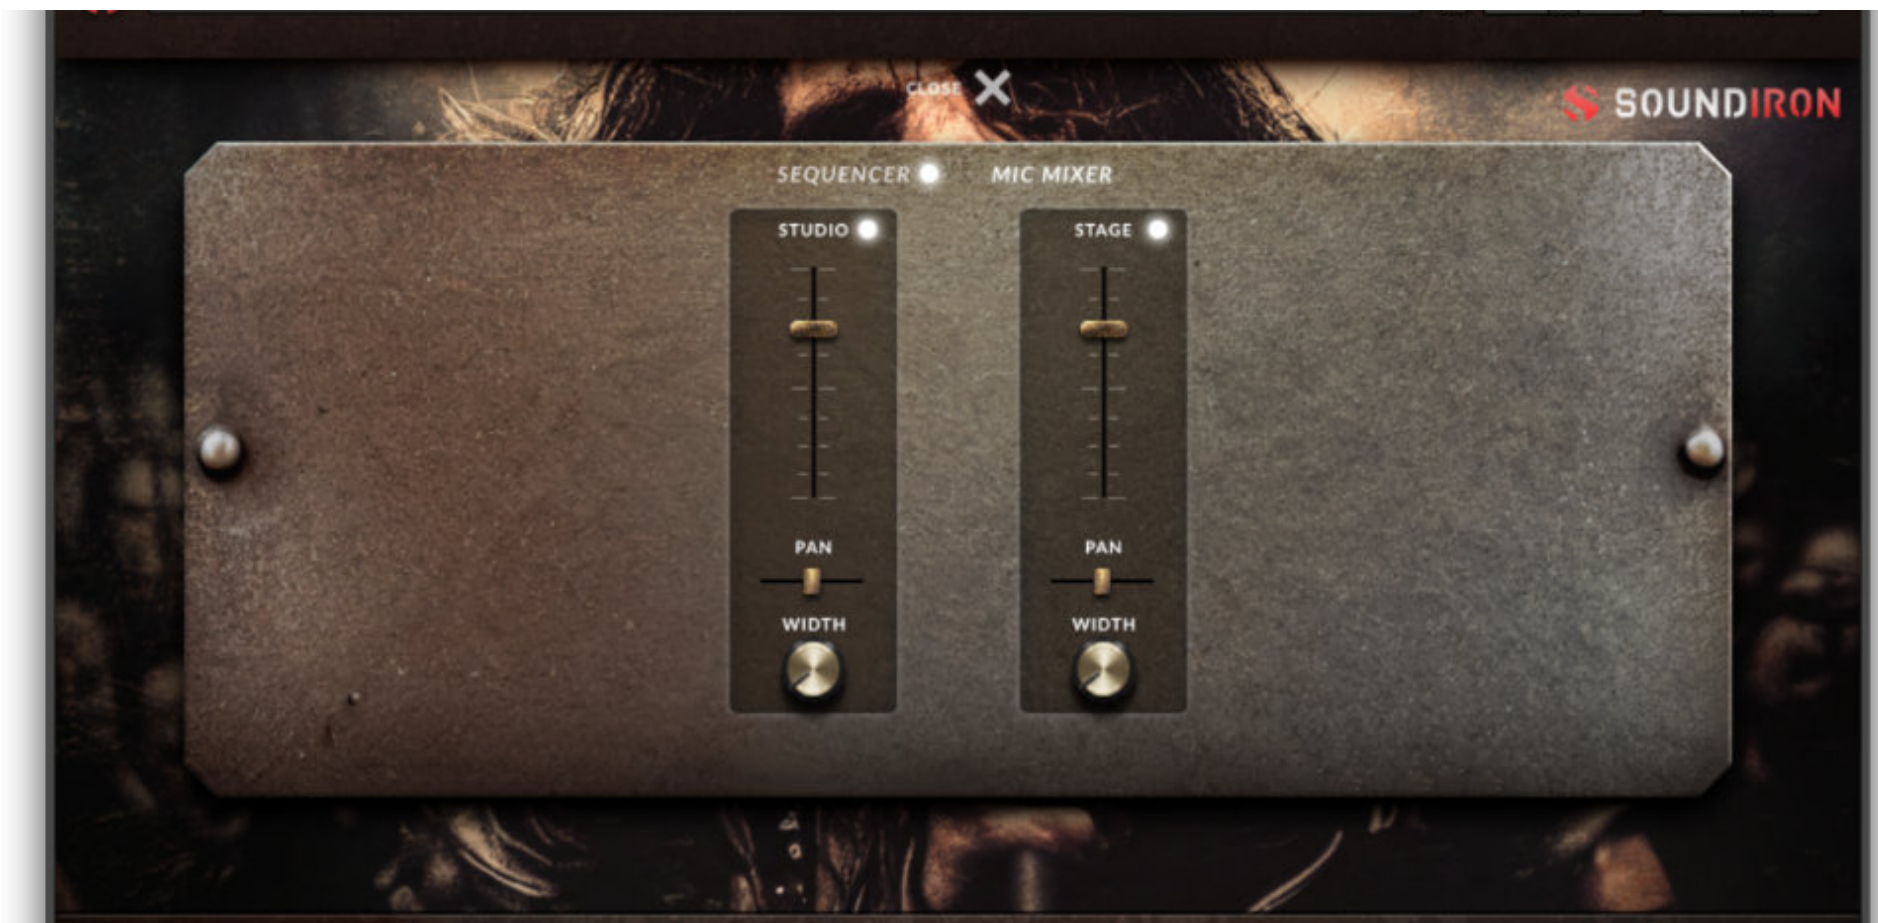 CLOSE
SOUNDIRON
SEQUENCER MIC MIXER
STUDIO STAGE
PAN PAN
WIDTH WIDTH